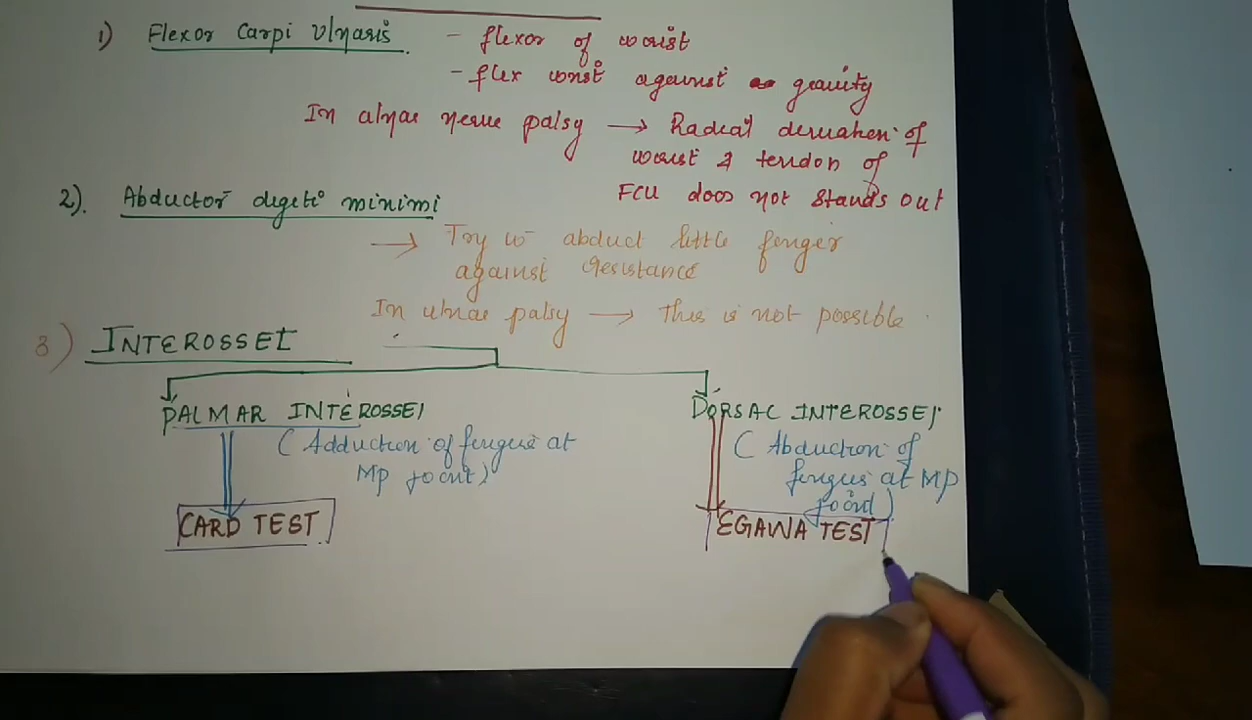 1) Flexor Carpi Ulnaris - flexor of wrist
- flex wrist against gravity
In ulnar nerve palsy → Radial deviation of
wrist & tendon of
FCU does not stands out
2). Abductor digiti minimi
→ Try to abduct little finger
against resistance
In ulnar palsy → this is not possible.
3) INTEROSSEI
PALMAR INTEROSSEI DORSAL INTEROSSEI
(Adduction of fingers at (Abduction of
MP joint) fingers at MP
joint)
CARD TEST EGAWA TEST